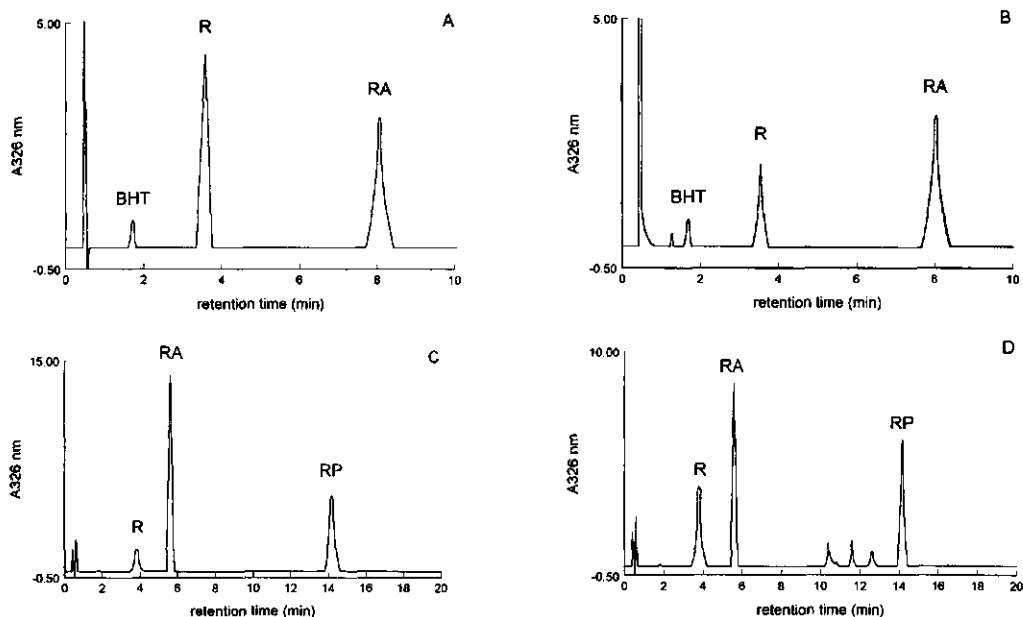 5.00
A
R
RA
A326 nm
BHT
-0.50
0 2 4 6 8 10
retention time (min)
5.00
B
RA
R
A326 nm
BHT
-0.50
0 2 4 6 8 10
retention time (min)
15.00
C
RA
RP
A326 nm
R
-0.50
0 2 4 6 8 10 12 14 16 18 20
retention time (min)
10.00
D
RA
RP
R
A326 nm
-0.50
0 2 4 6 8 10 12 14 16 18 20
retention time (min)